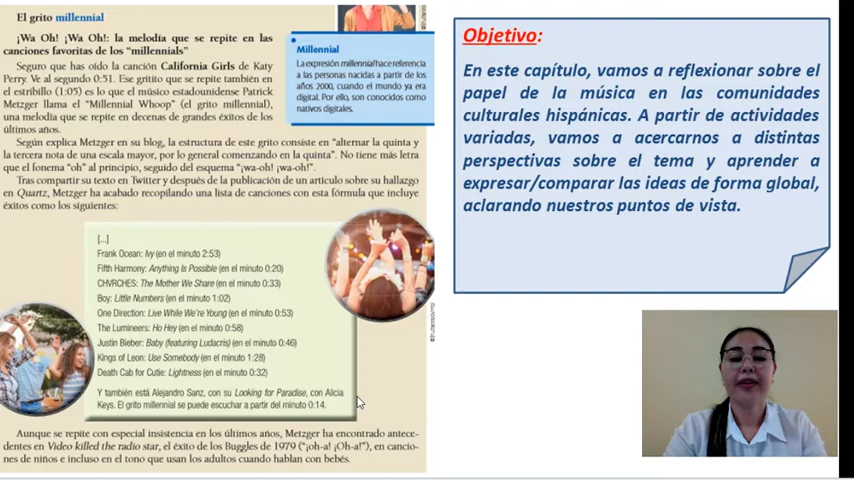 El grito millennial
¡Wa Oh! ¡Wa Oh!: la melodía que se repite en las
canciones favoritas de los “millennials”
Seguro que has oído la canción California Girls de Katy
Perry. Ve al segundo 0:51. Ese gritito que se repite también en
el estribillo (1:05) es lo que el músico estadounidense Patrick
Metzger llama el “Millennial Whoop” (el grito millennial),
una melodía que se repite en decenas de grandes éxitos de los
últimos años.
Millennial
La expresión millennial hace referencia
a las personas nacidas a partir de los
años 2000, cuando el mundo ya era
digital. Por ello, son conocidos como
nativos digitales.
Según explica Metzger en su blog, la estructura de este grito consiste en “alternar la quinta y
la tercera nota de una escala mayor, por lo general comenzando en la quinta”. No tiene más letra
que el fonema “oh” al principio, seguido del esquema “¡wa-oh! ¡wa-oh!”.
Tras compartir su texto en Twitter y después de la publicación de un artículo sobre su hallazgo
en Quartz, Metzger ha acabado recopilando una lista de canciones con esta fórmula que incluye
éxitos como los siguientes:
[...]
Frank Ocean: Ivy (en el minuto 2:53)
Fifth Harmony: Anything Is Possible (en el minuto 0:20)
CHVRCHES: The Mother We Share (en el minuto 0:33)
Boy: Little Numbers (en el minuto 1:02)
One Direction: Live While We're Young (en el minuto 0:53)
The Lumineers: Ho Hey (en el minuto 0:58)
Justin Bieber: Baby (featuring Ludacris) (en el minuto 0:46)
Kings of Leon: Use Somebody (en el minuto 1:28)
Death Cab for Cutie: Lightness (en el minuto 0:32)
Y también está Alejandro Sanz, con su Looking for Paradise, con Alicia
Keys. El grito millennial se puede escuchar a partir del minuto 0:14.
Aunque se repite con especial insistencia en los últimos años, Metzger ha encontrado antece-
dentes en Video killed the radio star, el éxito de los Buggles de 1979 (“¡oh-a! ¡Oh-a!”), en cancio-
nes de niños e incluso en el tono que usan los adultos cuando hablan con bebés.
Objetivo:
En este capítulo, vamos a reflexionar sobre el
papel de la música en las comunidades
culturales hispánicas. A partir de actividades
variadas, vamos a acercarnos a distintas
perspectivas sobre el tema y aprender a
expresar/comparar las ideas de forma global,
aclarando nuestros puntos de vista.